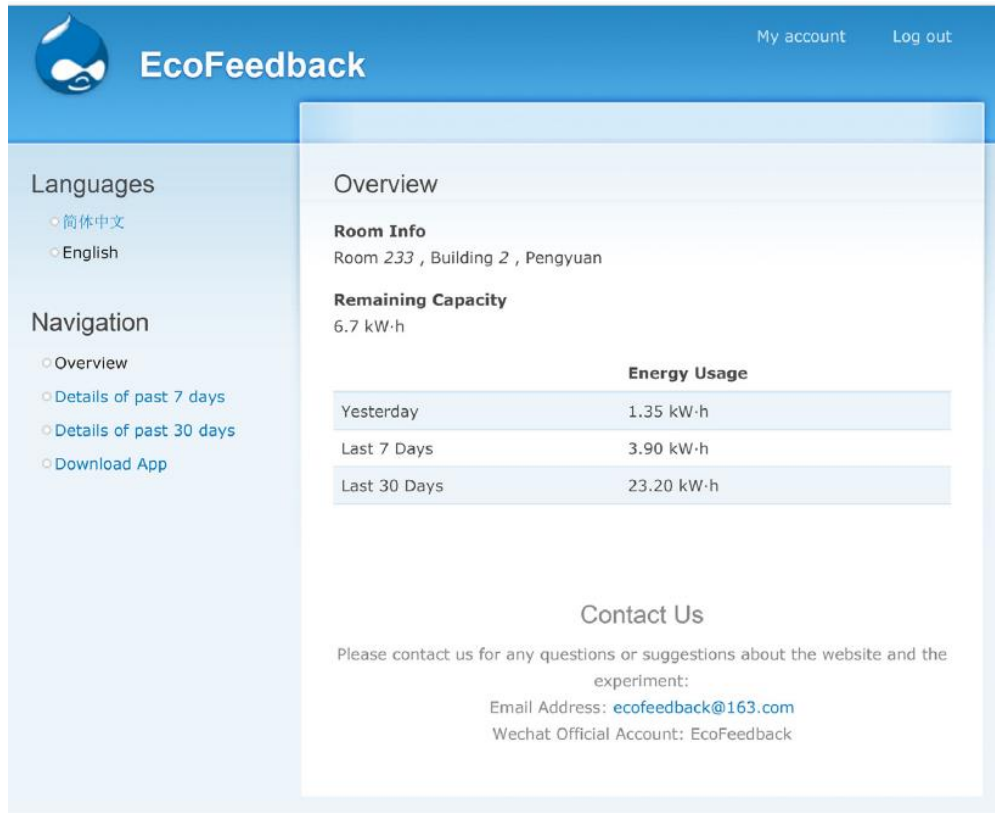 EcoFeedback
My account
Log out
Languages
简体中文
English
Navigation
Overview
Details of past 7 days
Details of past 30 days
Download App
Overview
Room Info
Room 233 , Building 2 , Pengyuan
Remaining Capacity
6.7 kW·h
Energy Usage
Yesterday 1.35 kW·h
Last 7 Days 3.90 kW·h
Last 30 Days 23.20 kW·h
Contact Us
Please contact us for any questions or suggestions about the website and the
experiment:
Email Address: ecofeedback@163.com
Wechat Official Account: EcoFeedback